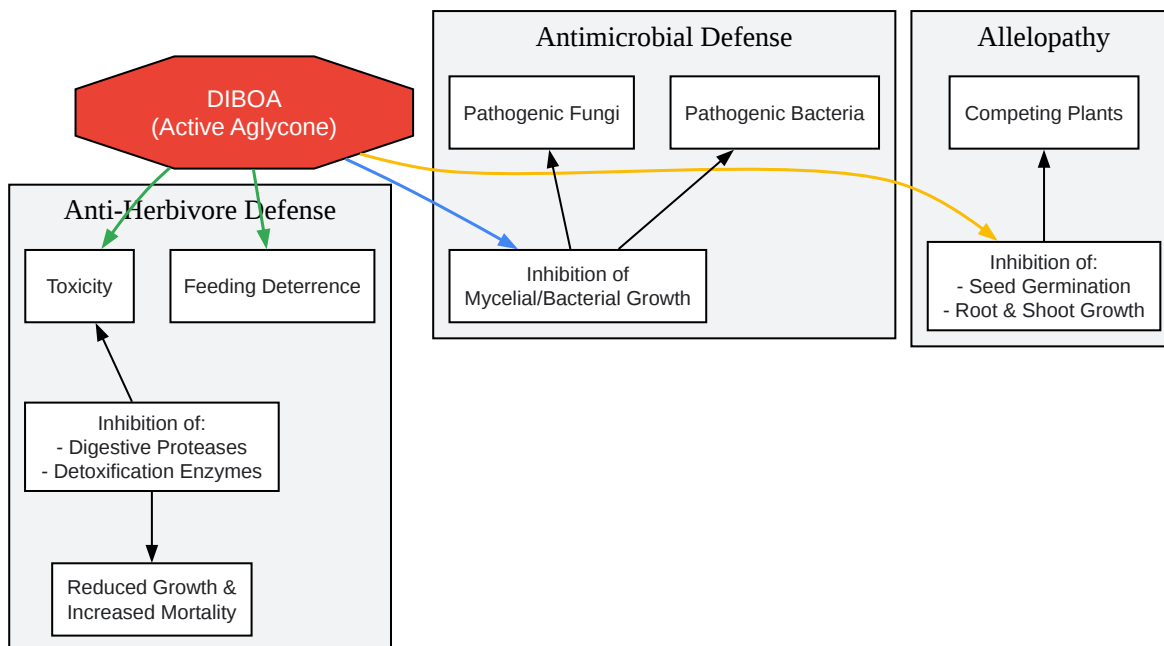 DIBOA
(Active Aglycone)
Antimicrobial Defense
Pathogenic Fungi
Pathogenic Bacteria
Inhibition of
Mycelial/Bacterial Growth
Allelopathy
Competing Plants
Inhibition of:
- Seed Germination
- Root & Shoot Growth
Anti-Herbivore Defense
Toxicity
Feeding Deterrence
Inhibition of:
- Digestive Proteases
- Detoxification Enzymes
Reduced Growth &
Increased Mortality